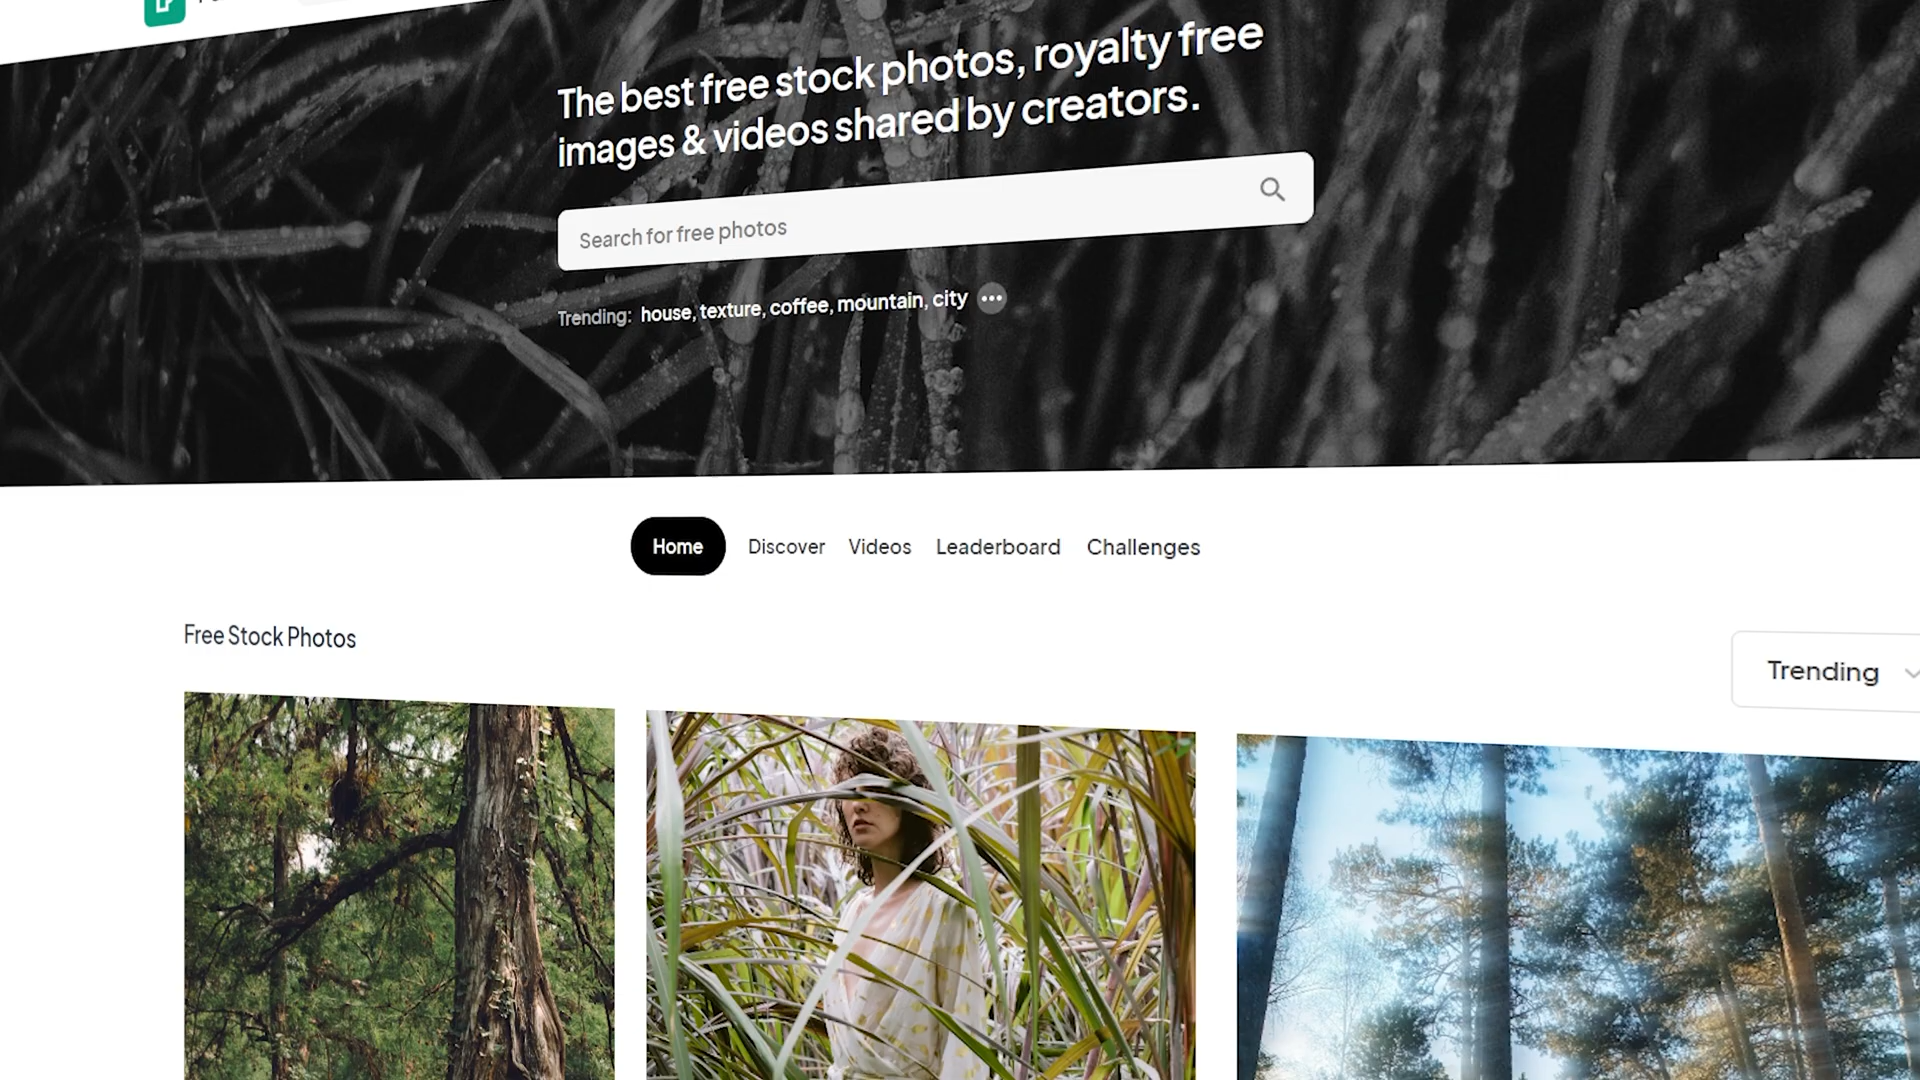 The best free stock photos, royalty free
images & videos shared by creators.
Search for free photos
Trending: house, texture, coffee, mountain, city
Home Discover Videos Leaderboard Challenges
Free Stock Photos
Trending